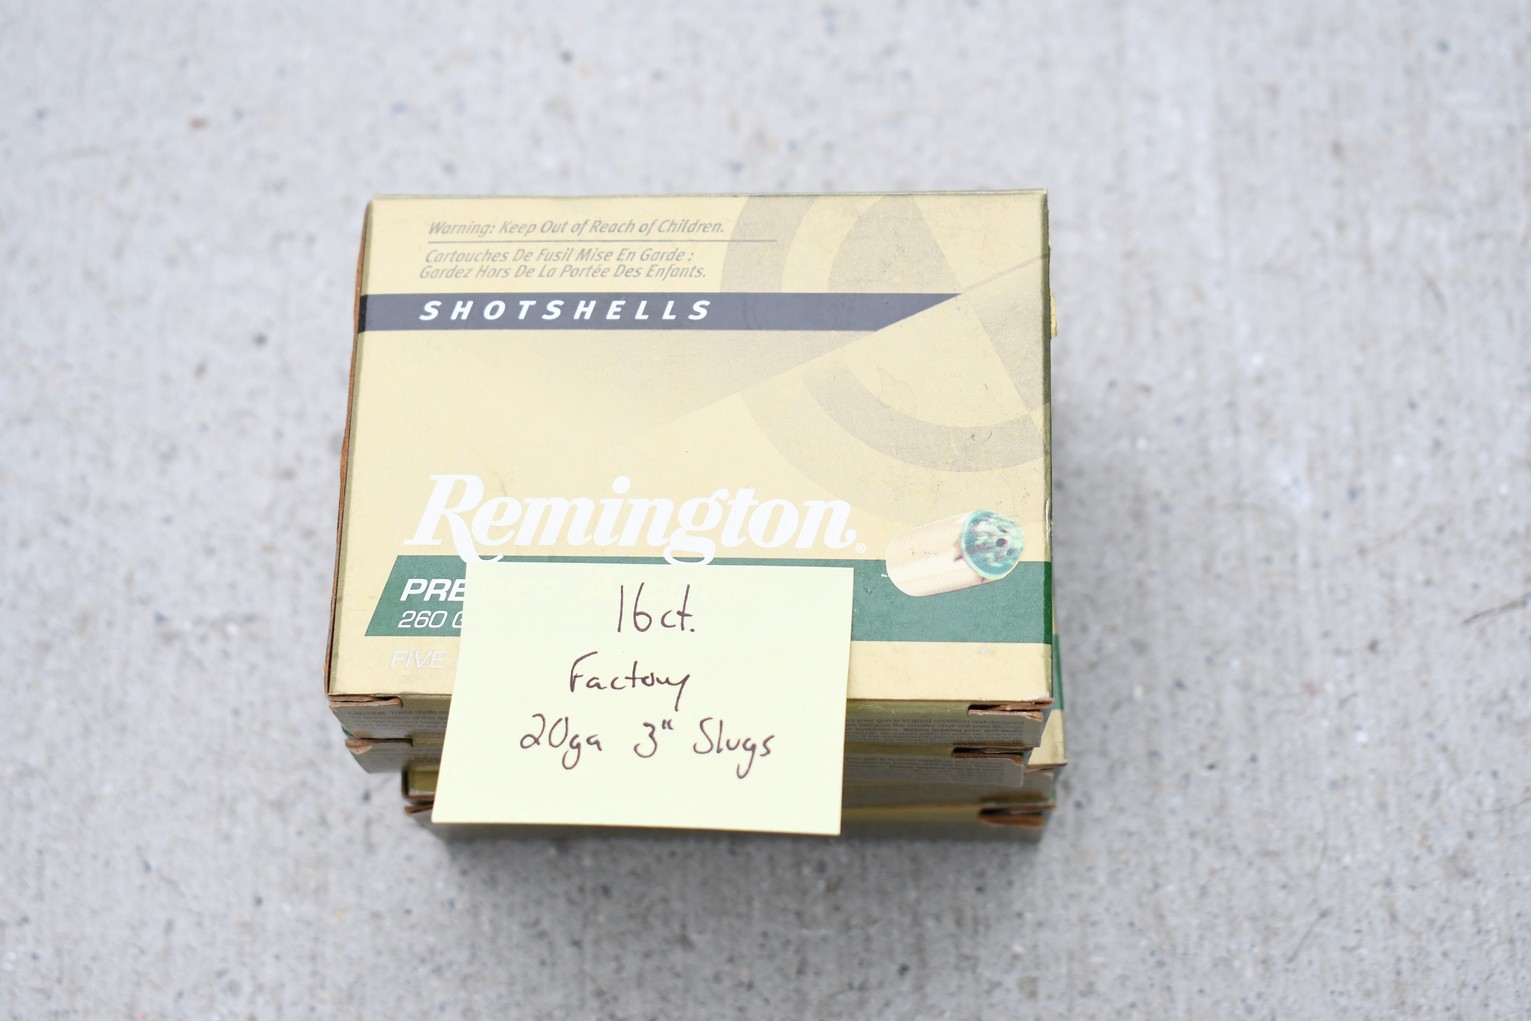 Warning: Keep Out of Reach of Children.
Cartouches De Fusil Mise En Garde :
Gardez Hors De La Portée Des Enfants.
SHOTSHELLS
Remington®
PRE
260 G
FIVE
16ct.
Factory
20ga 3" Slugs